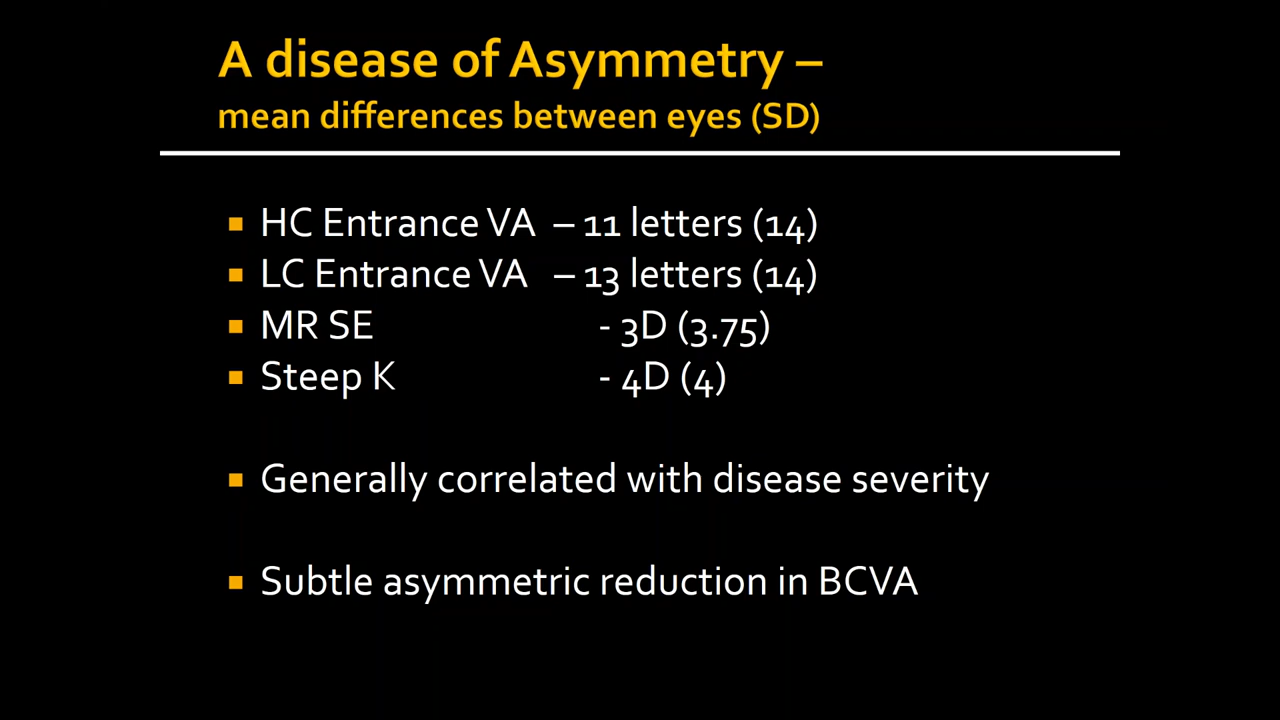 A disease of Asymmetry –
mean differences between eyes (SD)
HC Entrance VA – 11 letters (14)
LC Entrance VA – 13 letters (14)
MR SE - 3D (3.75)
Steep K - 4D (4)
Generally correlated with disease severity
Subtle asymmetric reduction in BCVA